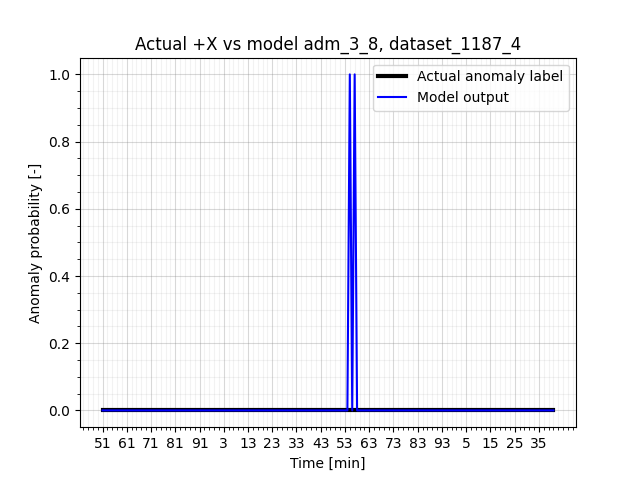 Actual +X vs model adm_3_8, dataset_1187_4
Actual anomaly label
Model output
Anomaly probability [-]
1.0
0.8
0.6
0.4
0.2
0.0
51 61 71 81 91 3 13 23 33 43 53 63 73 83 93 5 15 25 35
Time [min]